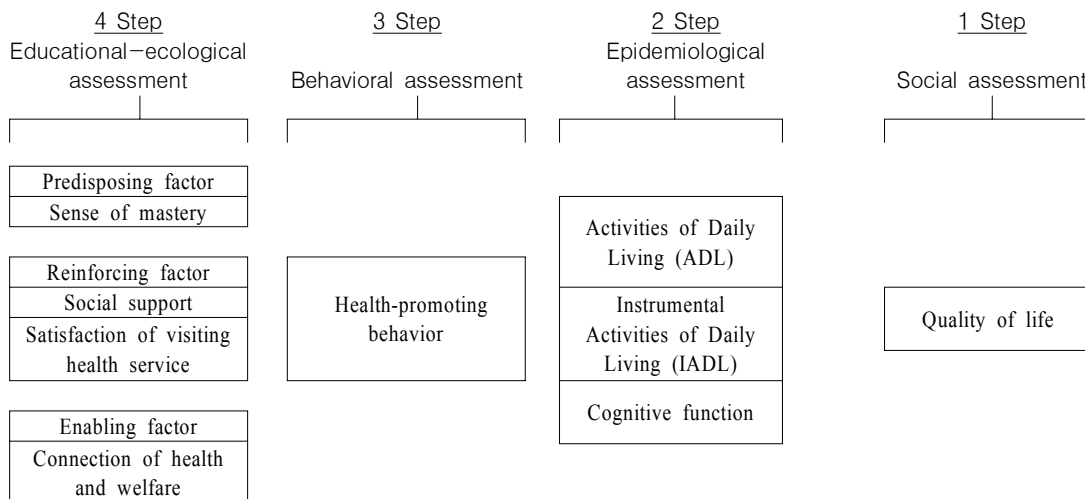 4 Step
Educational-ecological
assessment
3 Step
Behavioral assessment
2 Step
Epidemiological
assessment
1 Step
Social assessment
Predisposing factor
Sense of mastery
Reinforcing factor
Social support
Satisfaction of visiting
health service
Enabling factor
Connection of health
and welfare
Health-promoting
behavior
Activities of Daily
Living (ADL)
Instrumental
Activities of Daily
Living (IADL)
Cognitive function
Quality of life